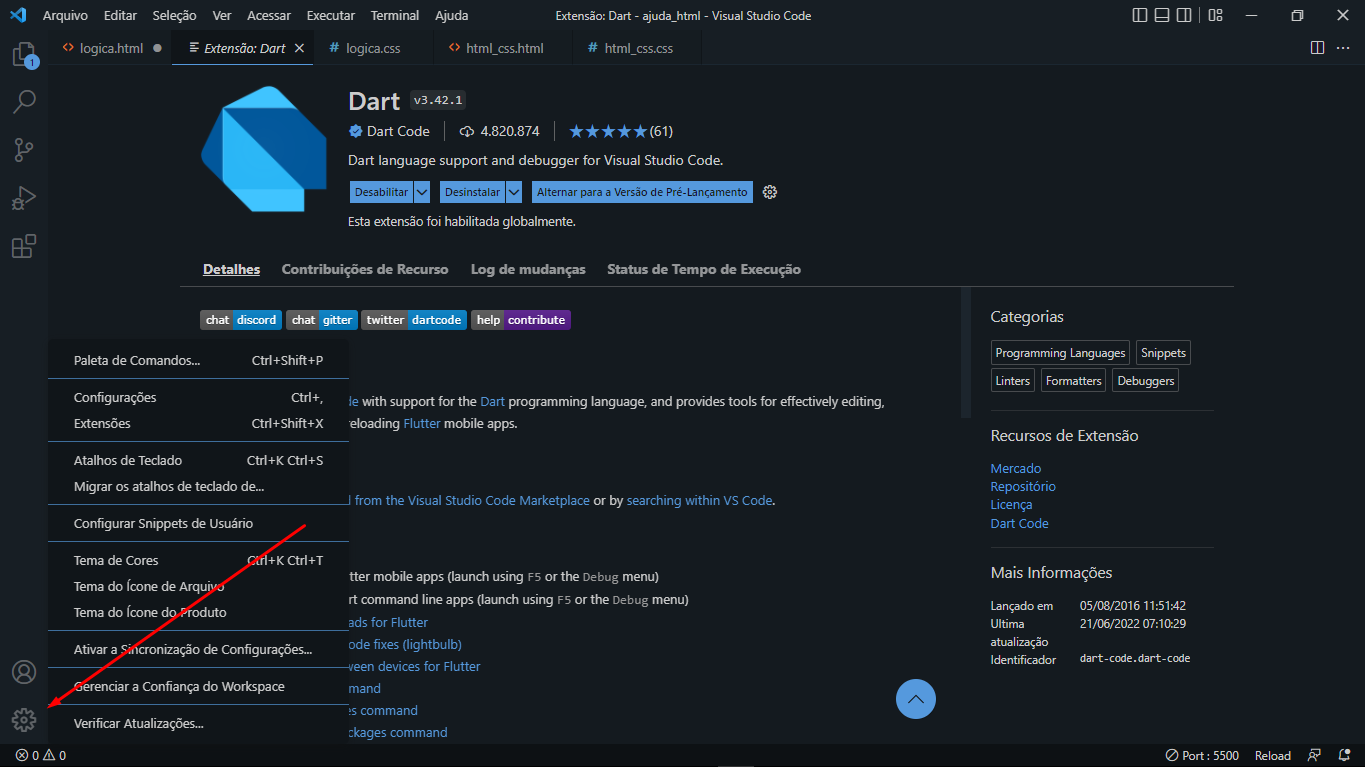 Arquivo Editar Seleção Ver Acessar Executar Terminal Ajuda Extensão: Dart - ajuda_html - Visual Studio Code
logica.html Extensão: Dart logica.css html_css.html html_css.css
1
Dart v3.42.1
Dart Code 4.820.874 (61)
Dart language support and debugger for Visual Studio Code.
Desabilitar Desinstalar Alternar para a Versão de Pré-Lançamento
Esta extensão foi habilitada globalmente.
Detalhes Contribuições de Recurso Log de mudanças Status de Tempo de Execução
chat discord chat gitter twitter dartcode help contribute
with support for the Dart programming language, and provides tools for effectively editing,
Flutter mobile apps.
from the Visual Studio Code Marketplace or by searching within VS Code.
mobile apps (launch using F5 or the Debug menu)
command line apps (launch using F5 or the Debug menu)
for Flutter
fixes (lightbulb)
devices for Flutter
command
command
Paleta de Comandos... Ctrl+Shift+P
Configurações Ctrl+,
Extensões Ctrl+Shift+X
Atalhos de Teclado Ctrl+K Ctrl+S
Migrar os atalhos de teclado de...
Configurar Snippets de Usuário
Tema de Cores Ctrl+K Ctrl+T
Tema do Ícone de Arquivo
Tema do Ícone do Produto
Ativar a Sincronização de Configurações...
Gerenciar a Confiança do Workspace
Verificar Atualizações...
Categorias
Programming Languages Snippets
Linters Formatters Debuggers
Recursos de Extensão
Mercado
Repositório
Licença
Dart Code
Mais Informações
Lançado em 05/08/2016 11:51:42
Ultima 21/06/2022 07:10:29
atualização
Identificador dart-code.dart-code
0 0 Port : 5500 Reload